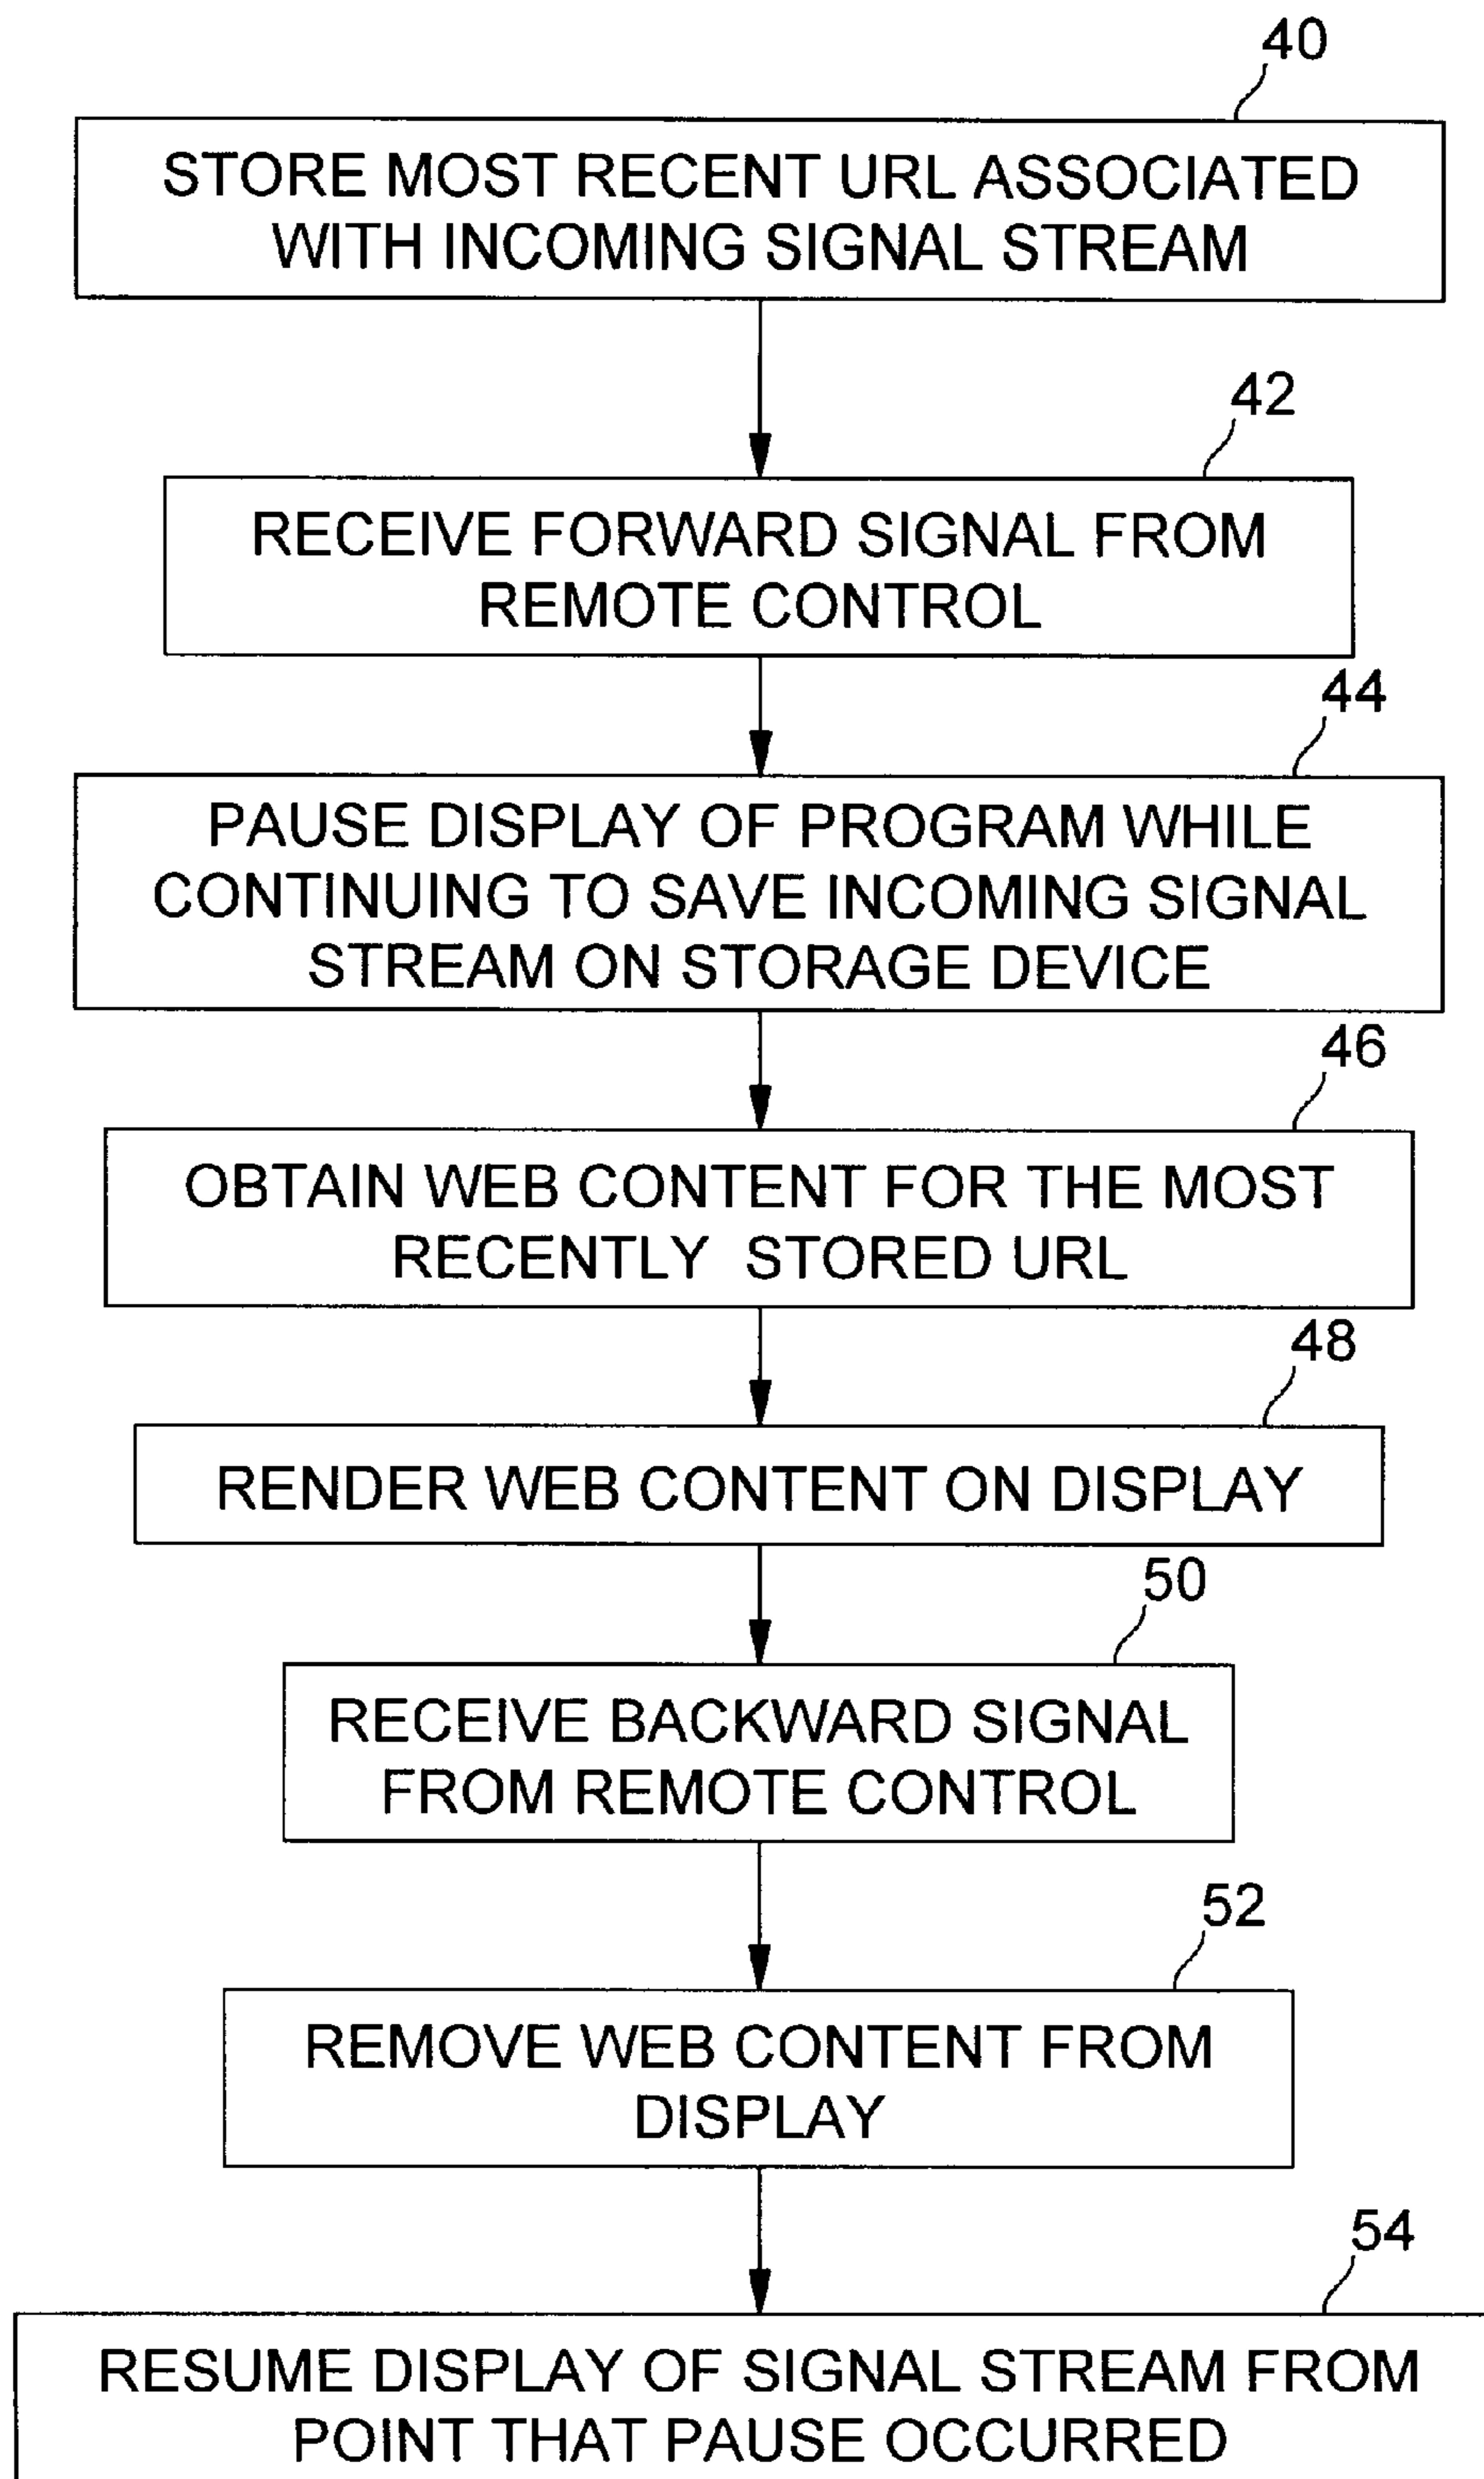 40
STORE MOST RECENT URL ASSOCIATED
WITH INCOMING SIGNAL STREAM
42
RECEIVE FORWARD SIGNAL FROM
REMOTE CONTROL
44
PAUSE DISPLAY OF PROGRAM WHILE
CONTINUING TO SAVE INCOMING SIGNAL
STREAM ON STORAGE DEVICE
46
OBTAIN WEB CONTENT FOR THE MOST
RECENTLY STORED URL
48
RENDER WEB CONTENT ON DISPLAY
50
RECEIVE BACKWARD SIGNAL
FROM REMOTE CONTROL
52
REMOVE WEB CONTENT FROM
DISPLAY
54
RESUME DISPLAY OF SIGNAL STREAM FROM
POINT THAT PAUSE OCCURRED